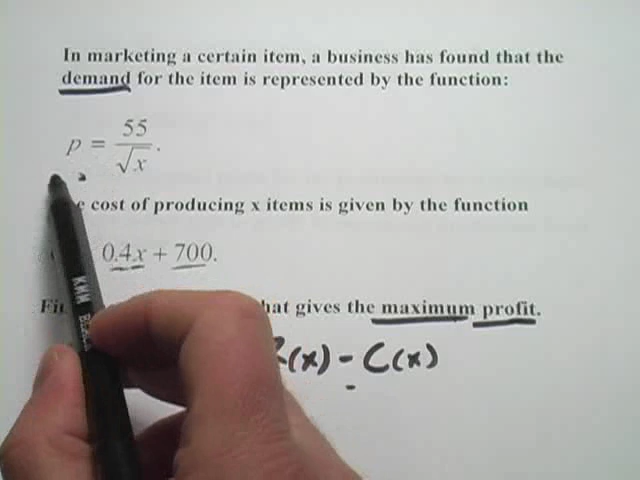 In marketing a certain item, a business has found that the
demand for the item is represented by the function:
p = 55/√x.
cost of producing x items is given by the function
0.4x + 700.
gives the maximum profit.
(x) - C(x)